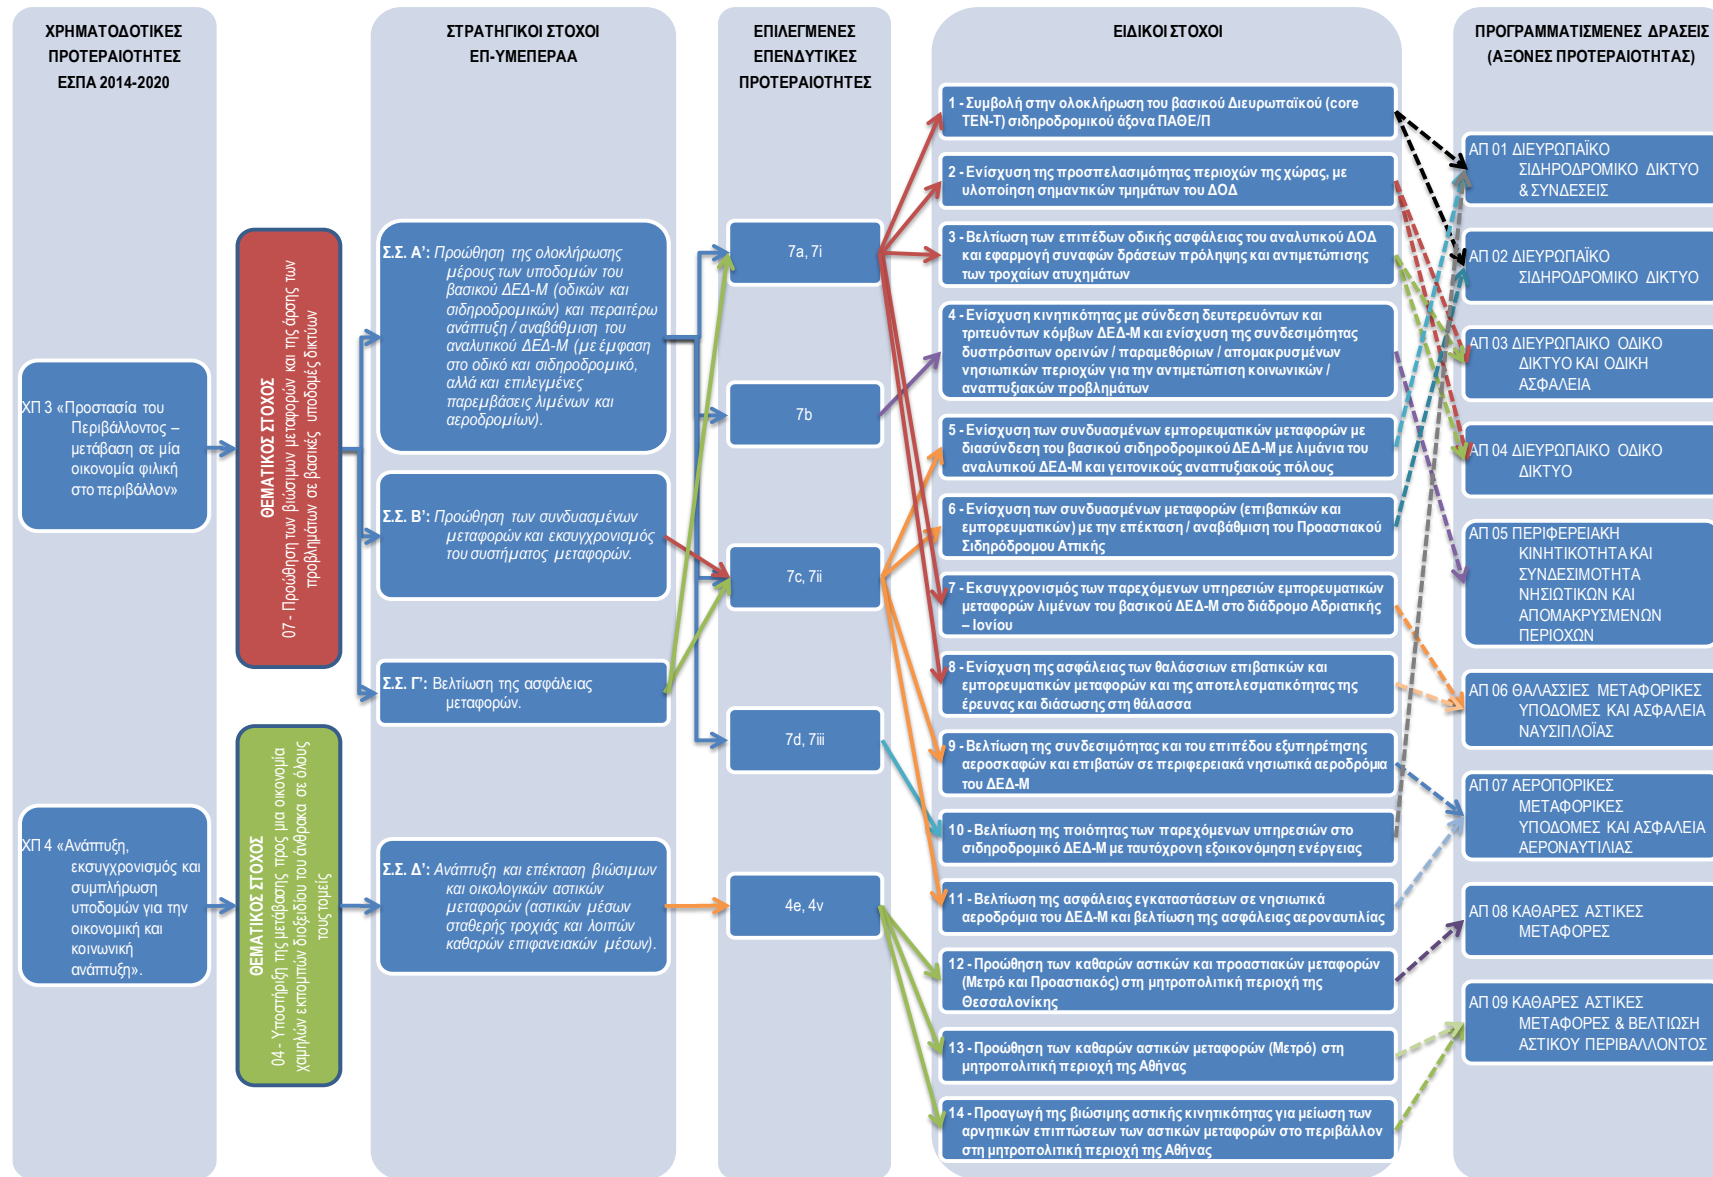 ΧΡΗΜΑΤΟΔΟΤΙΚΕΣ
ΠΡΟΤΕΡΑΙΟΤΗΤΕΣ
ΕΣΠΑ 2014-2020
ΧΠ 3 «Προστασία του
Περιβάλλοντος –
μετάβαση σε μία
οικονομία φιλική
στο περιβάλλον»
ΧΠ 4 «Ανάπτυξη,
εκσυγχρονισμός και
συμπλήρωση
υποδομών για την
οικονομική και
κοινωνική
ανάπτυξη».
ΘΕΜΑΤΙΚΟΣ ΣΤΟΧΟΣ
07 - Προώθηση των βιώσιμων μεταφορών και της άρσης των
προβλημάτων σε βασικές υποδομές δικτύων
ΘΕΜΑΤΙΚΟΣ ΣΤΟΧΟΣ
04 - Υποστήριξη της μετάβασης προς μια οικονομία
χαμηλών εκπομπών διοξειδίου του άνθρακα σε όλους
τους τομείς
ΣΤΡΑΤΗΓΙΚΟΙ ΣΤΟΧΟΙ
ΕΠ-ΥΜΕΠΕΡΑΑ
Σ.Σ. Α’: Προώθηση της ολοκλήρωσης
μέρους των υποδομών του
βασικού ΔΕΔ-Μ (οδικών και
σιδηροδρομικών) και περαιτέρω
ανάπτυξη / αναβάθμιση του
αναλυτικού ΔΕΔ-Μ (με έμφαση
στο οδικό και σιδηροδρομικό,
αλλά και επιλεγμένες
παρεμβάσεις λιμένων και
αεροδρομίων).
Σ.Σ. Β’: Προώθηση των συνδυασμένων
μεταφορών και εκσυγχρονισμός
του συστήματος μεταφορών.
Σ.Σ. Γ’: Βελτίωση της ασφάλειας
μεταφορών.
Σ.Σ. Δ’: Ανάπτυξη και επέκταση βιώσιμων
και οικολογικών αστικών
μεταφορών (αστικών μέσων
σταθερής τροχιάς και λοιπών
καθαρών επιφανειακών μέσων).
ΕΠΙΛΕΓΜΕΝΕΣ
ΕΠΕΝΔΥΤΙΚΕΣ
ΠΡΟΤΕΡΑΙΟΤΗΤΕΣ
7a, 7i
7b
7c, 7ii
7d, 7iii
4e, 4v
ΕΙΔΙΚΟΙ ΣΤΟΧΟΙ
1 - Συμβολή στην ολοκλήρωση του βασικού Διευρωπαϊκού (core
TEN-T) σιδηροδρομικού άξονα ΠΑΘΕ/Π
2 - Ενίσχυση της προσπελασιμότητας περιοχών της χώρας, με
υλοποίηση σημαντικών τμημάτων του ΔΟΔ
3 - Βελτίωση των επιπέδων οδικής ασφάλειας του αναλυτικού ΔΟΔ
και εφαρμογή συναφών δράσεων πρόληψης και αντιμετώπισης
των τροχαίων ατυχημάτων
4 - Ενίσχυση κινητικότητας με σύνδεση δευτερευόντων και
τριτευόντων κόμβων ΔΕΔ-Μ και ενίσχυση της συνδεσιμότητας
δυσπρόσιτων ορεινών / παραμεθόριων / απομακρυσμένων
νησιωτικών περιοχών για την αντιμετώπιση κοινωνικών /
αναπτυξιακών προβλημάτων
5 - Ενίσχυση των συνδυασμένων εμπορευματικών μεταφορών με
διασύνδεση του βασικού σιδηροδρομικού ΔΕΔ-Μ με λιμάνια του
αναλυτικού ΔΕΔ-Μ και γειτονικούς αναπτυξιακούς πόλους
6 - Ενίσχυση των συνδυασμένων μεταφορών (επιβατικών και
εμπορευματικών) με την επέκταση / αναβάθμιση του Προαστιακού
Σιδηρόδρομου Αττικής
7 - Εκσυγχρονισμός των παρεχόμενων υπηρεσιών εμπορευματικών
μεταφορών λιμένων του βασικού ΔΕΔ-Μ στο διάδρομο Αδριατικής
– Ιονίου
8 - Ενίσχυση της ασφάλειας των θαλάσσιων επιβατικών και
εμπορευματικών μεταφορών και της αποτελεσματικότητας της
έρευνας και διάσωσης στη θάλασσα
9 - Βελτίωση της συνδεσιμότητας και του επιπέδου εξυπηρέτησης
αεροσκαφών και επιβατών σε περιφερειακά νησιωτικά αεροδρόμια
του ΔΕΔ-Μ
10 - Βελτίωση της ποιότητας των παρεχόμενων υπηρεσιών στο
σιδηροδρομικό ΔΕΔ-Μ με ταυτόχρονη εξοικονόμηση ενέργειας
11 - Βελτίωση της ασφάλειας εγκαταστάσεων σε νησιωτικά
αεροδρόμια του ΔΕΔ-Μ και βελτίωση της ασφάλειας αεροναυτιλίας
12 - Προώθηση των καθαρών αστικών και προαστιακών μεταφορών
(Μετρό και Προαστιακός) στη μητροπολιτική περιοχή της
Θεσσαλονίκης
13 - Προώθηση των καθαρών αστικών μεταφορών (Μετρό) στη
μητροπολιτική περιοχή της Αθήνας
14 - Προαγωγή της βιώσιμης αστικής κινητικότητας για μείωση των
αρνητικών επιπτώσεων των αστικών μεταφορών στο περιβάλλον
στη μητροπολιτική περιοχή της Αθήνας
ΠΡΟΓΡΑΜΜΑΤΙΣΜΕΝΕΣ ΔΡΑΣΕΙΣ
(ΑΞΟΝΕΣ ΠΡΟΤΕΡΑΙΟΤΗΤΑΣ)
ΑΠ 01 ΔΙΕΥΡΩΠΑΪΚΟ
ΣΙΔΗΡΟΔΡΟΜΙΚΟ ΔΙΚΤΥΟ
& ΣΥΝΔΕΣΕΙΣ
ΑΠ 02 ΔΙΕΥΡΩΠΑΪΚΟ
ΣΙΔΗΡΟΔΡΟΜΙΚΟ ΔΙΚΤΥΟ
ΑΠ 03 ΔΙΕΥΡΩΠΑΙΚΟ ΟΔΙΚΟ
ΔΙΚΤΥΟ ΚΑΙ ΟΔΙΚΗ
ΑΣΦΑΛΕΙΑ
ΑΠ 04 ΔΙΕΥΡΩΠΑΙΚΟ ΟΔΙΚΟ
ΔΙΚΤΥΟ
ΑΠ 05 ΠΕΡΙΦΕΡΕΙΑΚΗ
ΚΙΝΗΤΙΚΟΤΗΤΑ ΚΑΙ
ΣΥΝΔΕΣΙΜΟΤΗΤΑ
ΝΗΣΙΩΤΙΚΩΝ ΚΑΙ
ΑΠΟΜΑΚΡΥΣΜΕΝΩΝ
ΠΕΡΙΟΧΩΝ
ΑΠ 06 ΘΑΛΑΣΣΙΕΣ ΜΕΤΑΦΟΡΙΚΕΣ
ΥΠΟΔΟΜΕΣ ΚΑΙ ΑΣΦΑΛΕΙΑ
ΝΑΥΣΙΠΛΟΪΑΣ
ΑΠ 07 ΑΕΡΟΠΟΡΙΚΕΣ
ΜΕΤΑΦΟΡΙΚΕΣ
ΥΠΟΔΟΜΕΣ ΚΑΙ ΑΣΦΑΛΕΙΑ
ΑΕΡΟΝΑΥΤΙΛΙΑΣ
ΑΠ 08 ΚΑΘΑΡΕΣ ΑΣΤΙΚΕΣ
ΜΕΤΑΦΟΡΕΣ
ΑΠ 09 ΚΑΘΑΡΕΣ ΑΣΤΙΚΕΣ
ΜΕΤΑΦΟΡΕΣ & ΒΕΛΤΙΩΣΗ
ΑΣΤΙΚΟΥ ΠΕΡΙΒΑΛΛΟΝΤΟΣ